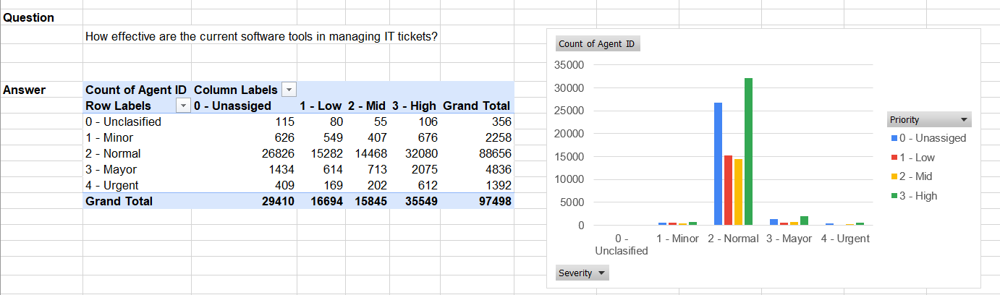 Question
How effective are the current software tools in managing IT tickets?
Answer
Count of Agent ID Column Labels
Row Labels 0 - Unassiged 1 - Low 2 - Mid 3 - High Grand Total
0 - Unclasified 115 80 55 106 356
1 - Minor 626 549 407 676 2258
2 - Normal 26826 15282 14468 32080 88656
3 - Mayor 1434 614 713 2075 4836
4 - Urgent 409 169 202 612 1392
Grand Total 29410 16694 15845 35549 97498
Count of Agent ID
35000
30000
25000
20000
15000
10000
5000
0
0 -
Unclasified
1 - Minor 2 - Normal 3 - Mayor 4 - Urgent
Severity
Priority
0 - Unassiged
1 - Low
2 - Mid
3 - High